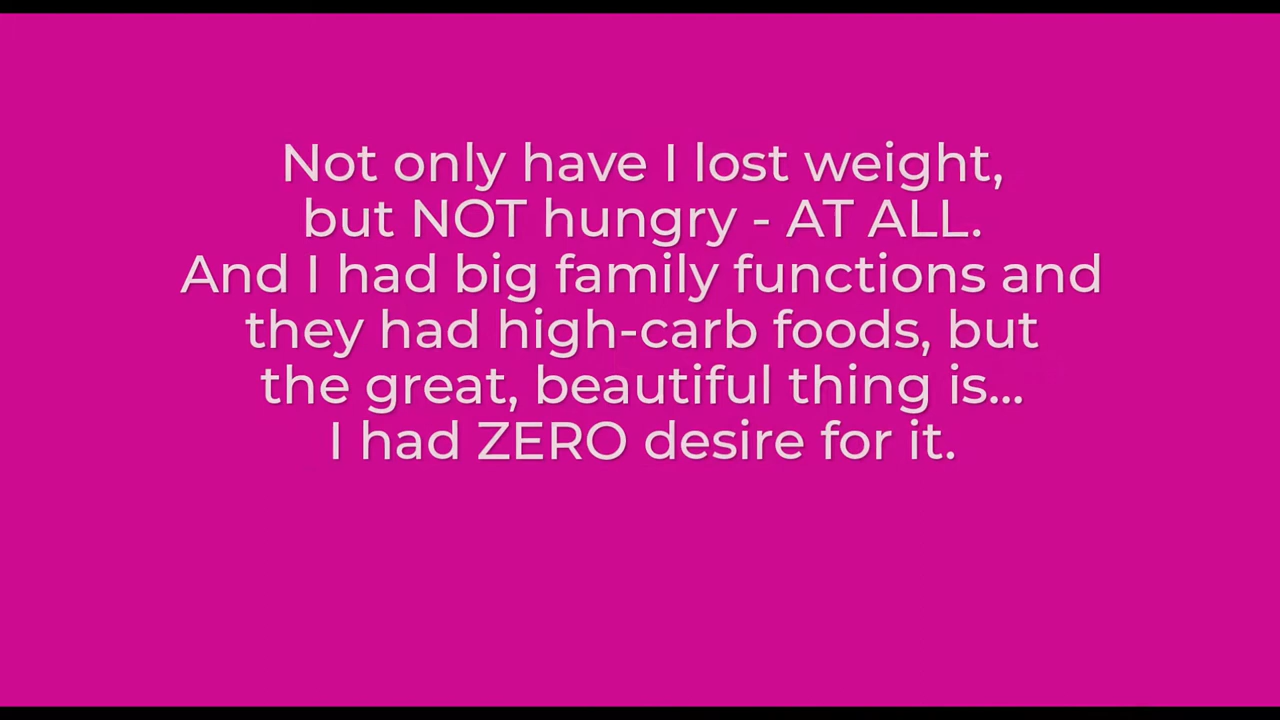 Not only have I lost weight,
but NOT hungry - AT ALL.
And I had big family functions and
they had high-carb foods, but
the great, beautiful thing is...
I had ZERO desire for it.